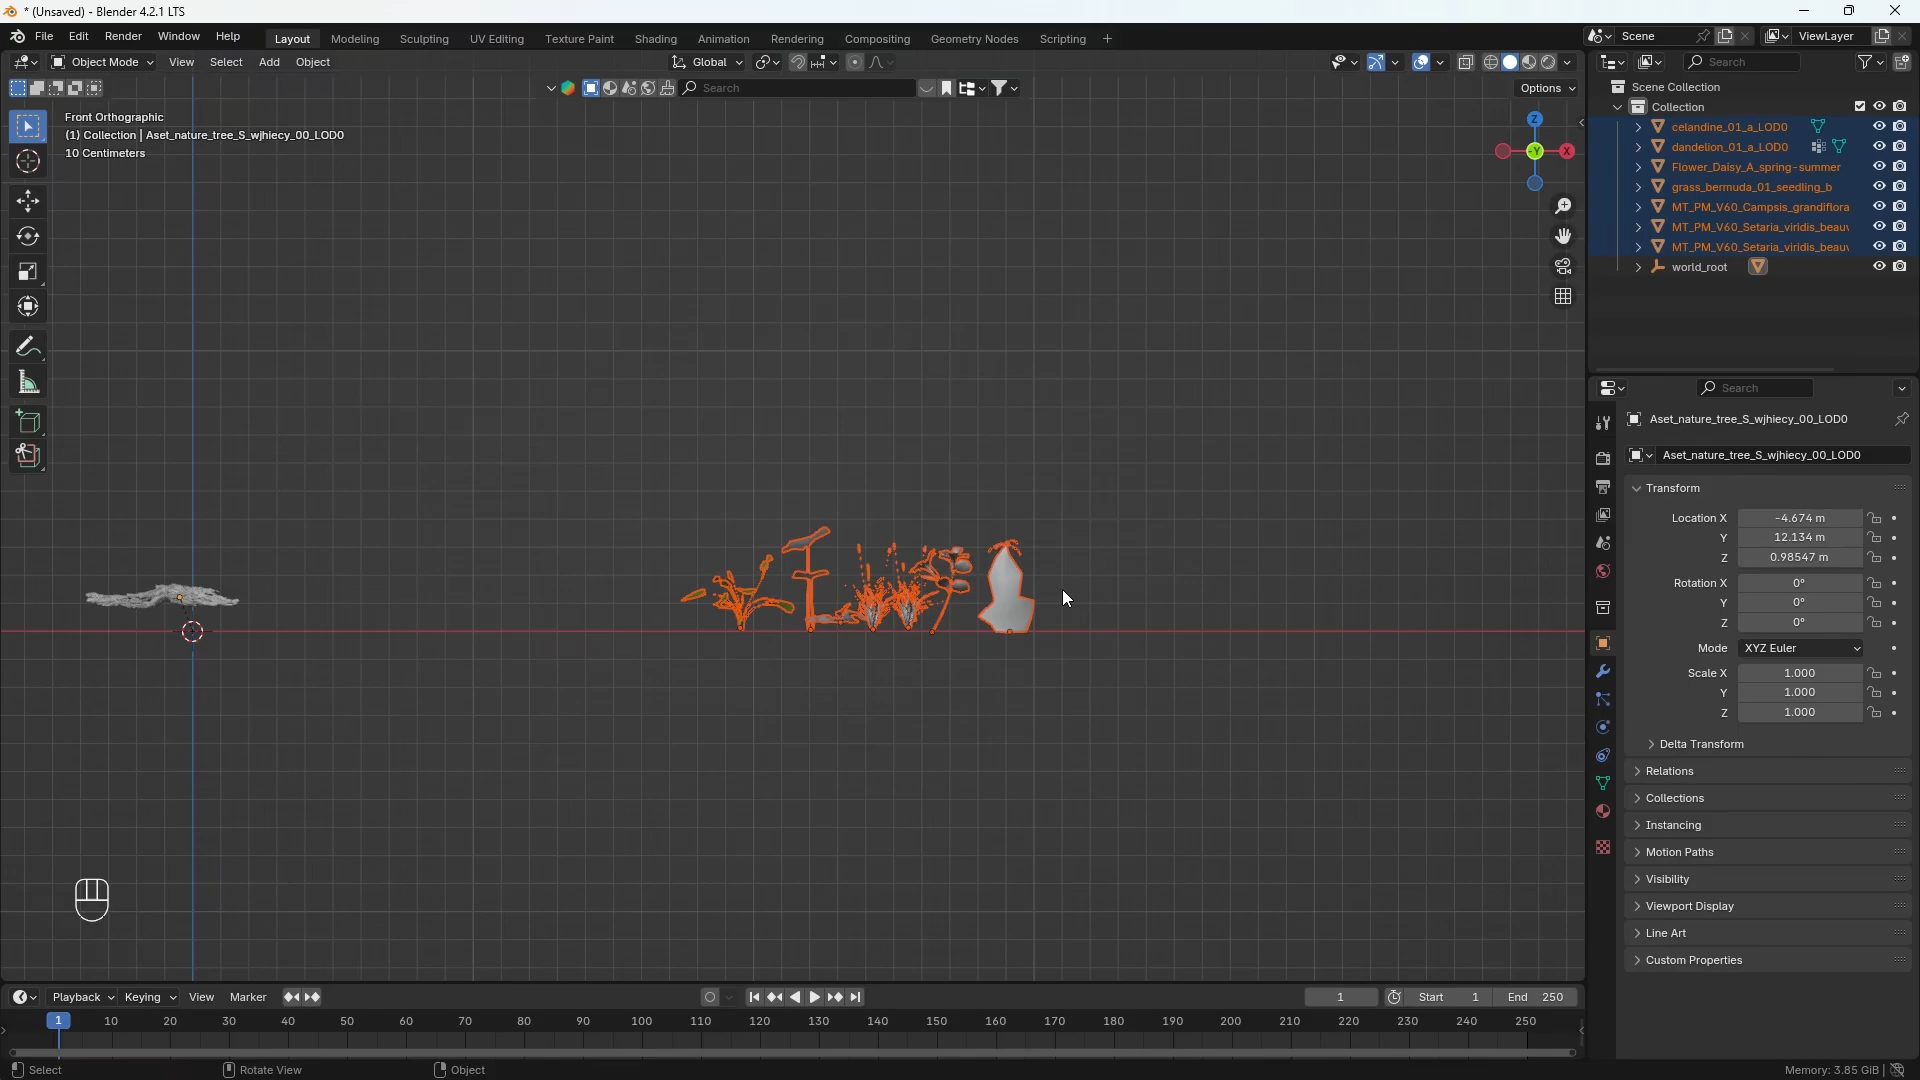 * (Unsaved) - Blender 4.2.1 LTS
File Edit Render Window Help
Layout Modeling Sculpting UV Editing Texture Paint Shading Animation Rendering Compositing Geometry Nodes Scripting +
Scene
ViewLayer
Object Mode View Select Add Object
Global
Search
Search
Options
Front Orthographic
(1) Collection | Aset_nature_tree_S_wjhiecy_00_LOD0
10 Centimeters
Z
-Y
X
Scene Collection
Collection
celandine_01_a_LOD0
dandelion_01_a_LOD0
Flower_Daisy_A_spring-summer
grass_bermuda_01_seedling_b
MT_PM_V60_Campsis_grandiflora
MT_PM_V60_Setaria_viridis_beauv
MT_PM_V60_Setaria_viridis_beauv
world_root
Search
Aset_nature_tree_S_wjhiecy_00_LOD0
Aset_nature_tree_S_wjhiecy_00_LOD0
Transform
Location X -4.674 m
Y 12.134 m
Z 0.98547 m
Rotation X 0°
Y 0°
Z 0°
Mode XYZ Euler
Scale X 1.000
Y 1.000
Z 1.000
Delta Transform
Relations
Collections
Instancing
Motion Paths
Visibility
Viewport Display
Line Art
Custom Properties
Playback Keying View Marker
1
Start 1
End 250
1 10 20 30 40 50 60 70 80 90 100 110 120 130 140 150 160 170 180 190 200 210 220 230 240 250
Select
Rotate View
Object
Memory: 3.85 GiB